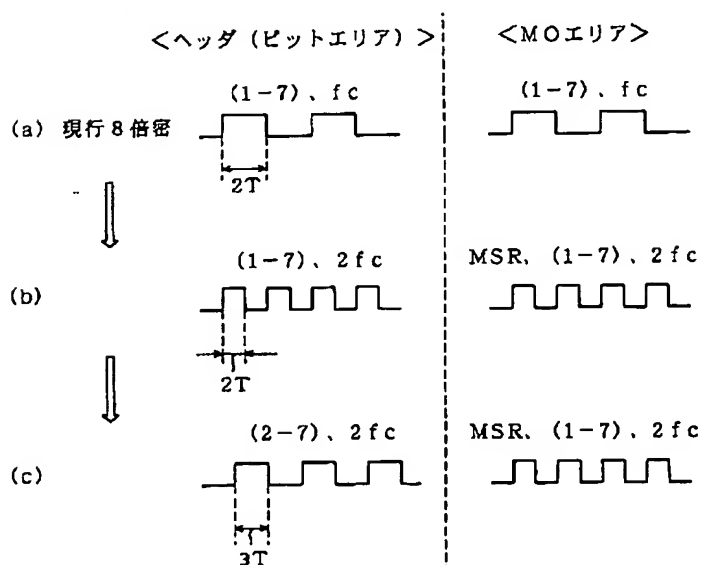 <ヘッダ(ピットエリア)> <MOエリア>
(1-7)、fc (1-7)、fc
(a) 現行8倍密
2T
(1-7)、2fc MSR、(1-7)、2fc
(b)
2T
(2-7)、2fc MSR、(1-7)、2fc
(c)
3T